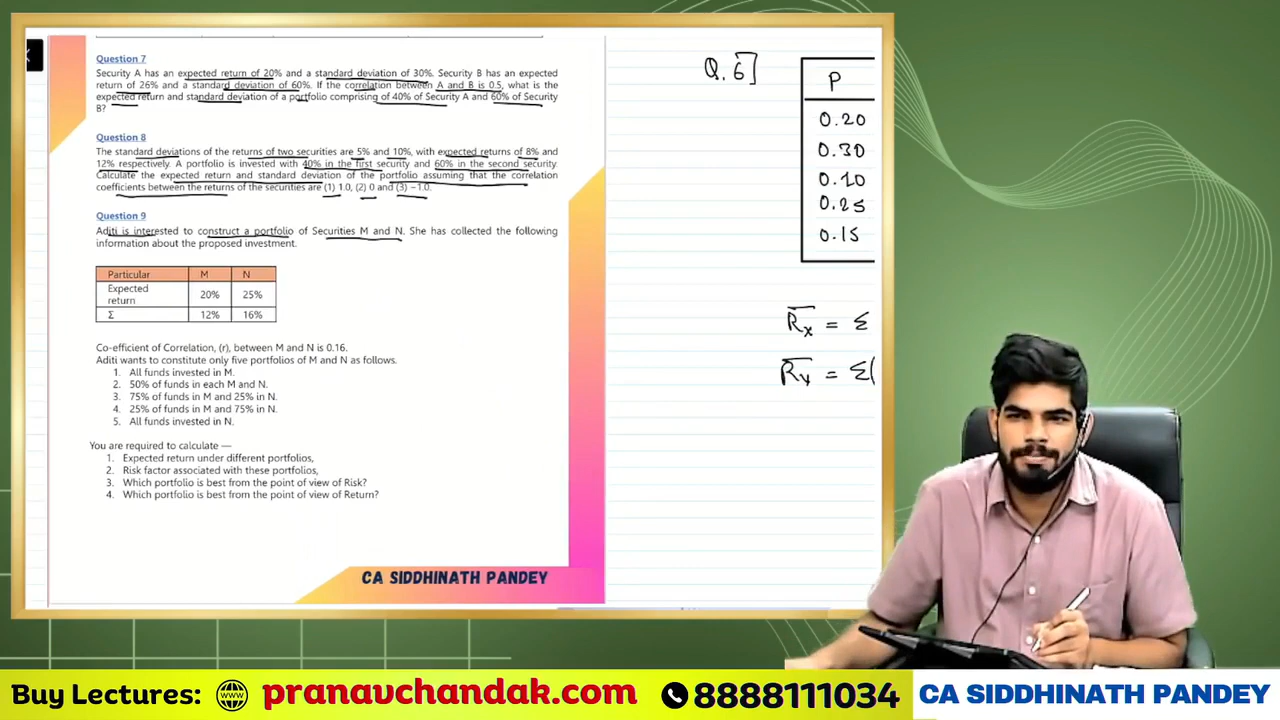 Question 7
Security A has an expected return of 20% and a standard deviation of 30%. Security B has an expected
return of 26% and a standard deviation of 60%. If the correlation between A and B is 0.5, what is the
expected return and standard deviation of a portfolio comprising of 40% of Security A and 60% of Security
B?
Question 8
The standard deviations of the returns of two securities are 5% and 10%, with expected returns of 8% and
12% respectively. A portfolio is invested with 40% in the first security and 60% in the second security.
Calculate the expected return and standard deviation of the portfolio assuming that the correlation
coefficients between the returns of the securities are (1) 1.0, (2) 0 and (3) −1.0.
Question 9
Aditi is interested to construct a portfolio of Securities M and N. She has collected the following
information about the proposed investment.
Particular M N
Expected
return 20% 25%
Σ 12% 16%
Co-efficient of Correlation, (r), between M and N is 0.16.
Aditi wants to constitute only five portfolios of M and N as follows.
1. All funds invested in M.
2. 50% of funds in each M and N.
3. 75% of funds in M and 25% in N.
4. 25% of funds in M and 75% in N.
5. All funds invested in N.
You are required to calculate —
1. Expected return under different portfolios,
2. Risk factor associated with these portfolios,
3. Which portfolio is best from the point of view of Risk?
4. Which portfolio is best from the point of view of Return?
CA SIDDHINATH PANDEY
Q.6]
P
0.20
0.30
0.10
0.25
0.15
R̅x = Σ
R̅y = Σ(
Buy Lectures: pranavchandak.com 8888111034 CA SIDDHINATH PANDEY